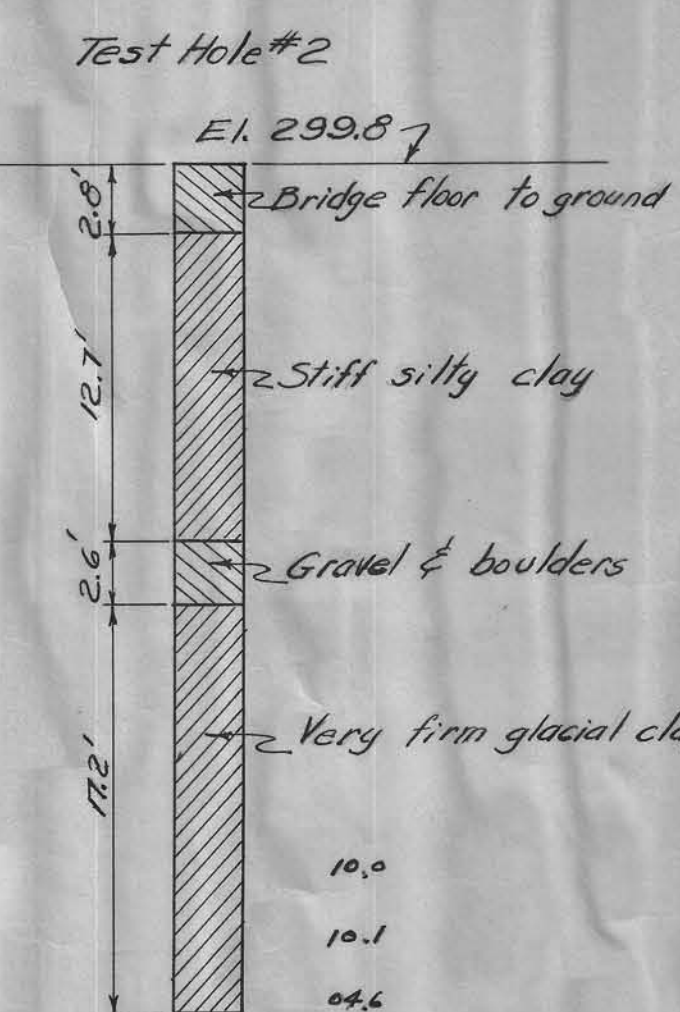 Test Hole #2
El. 299.8
2.8'
Bridge floor to ground
12.7'
Stiff silty clay
2.6'
Gravel & boulders
17.2'
Very firm glacial cla
10.0
10.1
04.6